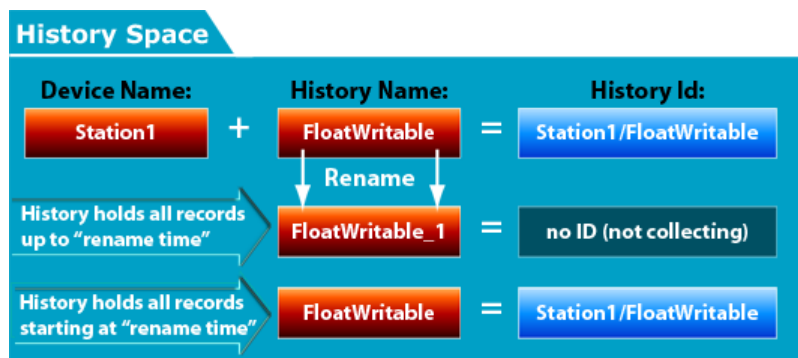 History Space
Device Name: History Name: History Id:
Station1 + FloatWritable = Station1/FloatWritable
Rename
History holds all records
up to “rename time”
FloatWritable_1 = no ID (not collecting)
History holds all records
starting at “rename time”
FloatWritable = Station1/FloatWritable